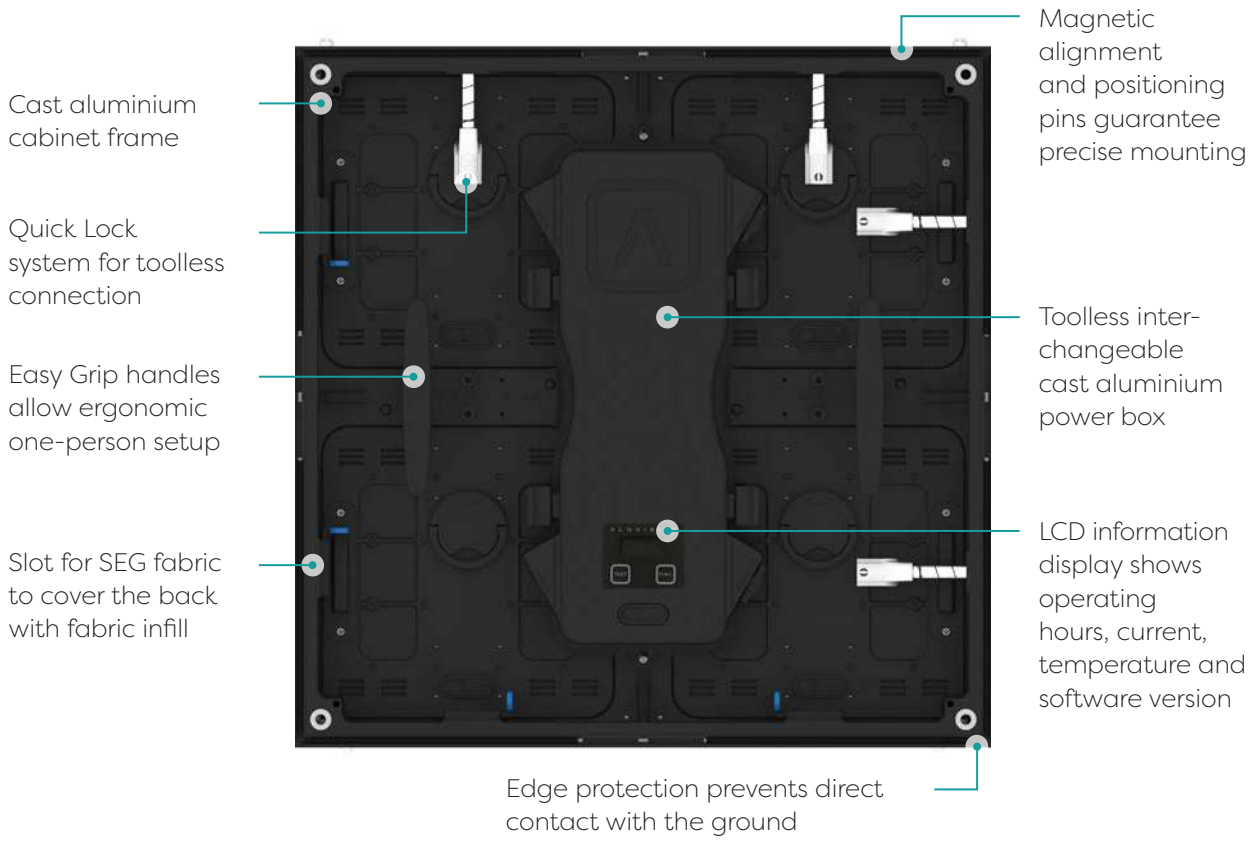 Cast aluminium
cabinet frame
Quick Lock
system for toolless
connection
Easy Grip handles
allow ergonomic
one-person setup
Slot for SEG fabric
to cover the back
with fabric infill
Magnetic
alignment
and positioning
pins guarantee
precise mounting
Toolless inter-
changeable
cast aluminium
power box
LCD information
display shows
operating
hours, current,
temperature and
software version
Edge protection prevents direct
contact with the ground
A